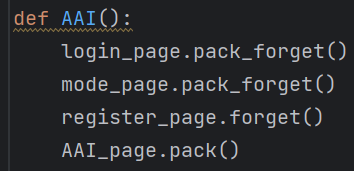 def AAI():
    login_page.pack_forget()
    mode_page.pack_forget()
    register_page.forget()
    AAI_page.pack()